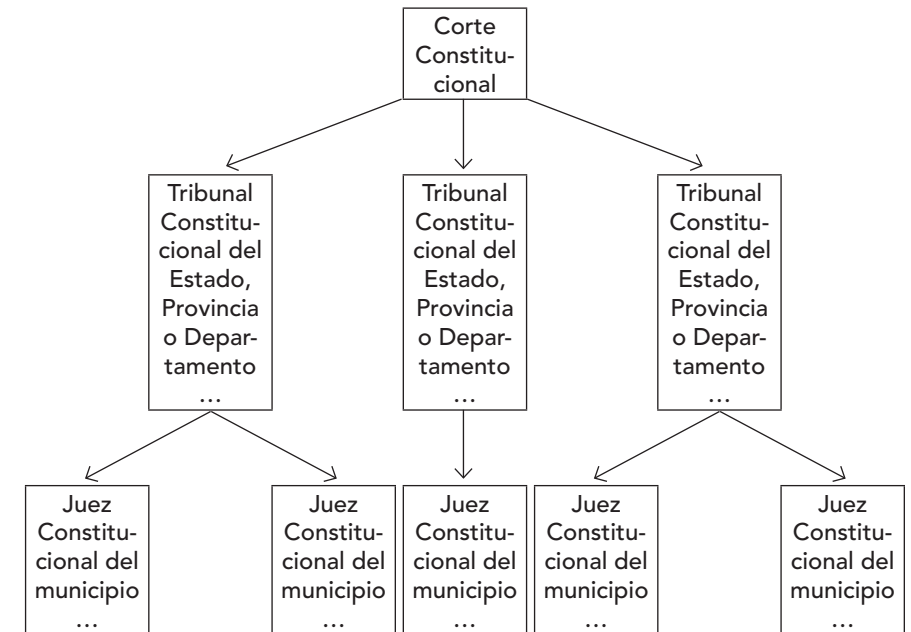 Corte
Constitu-
cional
Tribunal
Constitu-
cional del
Estado,
Provincia
o Depar-
tamento
...
Tribunal
Constitu-
cional del
Estado,
Provincia
o Depar-
tamento
...
Tribunal
Constitu-
cional del
Estado,
Provincia
o Depar-
tamento
...
Juez
Constitu-
cional del
municipio
...
Juez
Constitu-
cional del
municipio
...
Juez
Constitu-
cional del
municipio
...
Juez
Constitu-
cional del
municipio
...
Juez
Constitu-
cional del
municipio
...